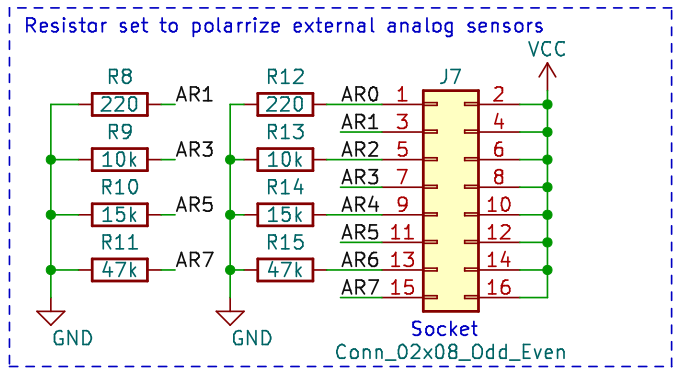 Resistor set to polarrize external analog sensors
VCC
R8 R12 J7
220 AR1 220 AR0 1 2
R9 R13 AR1 3 4
10k AR3 10k AR2 5 6
R10 R14 AR3 7 8
15k AR5 15k AR4 9 10
R11 R15 AR5 11 12
47k AR7 47k AR6 13 14
AR7 15 16
GND GND Socket
Conn_02x08_Odd_Even